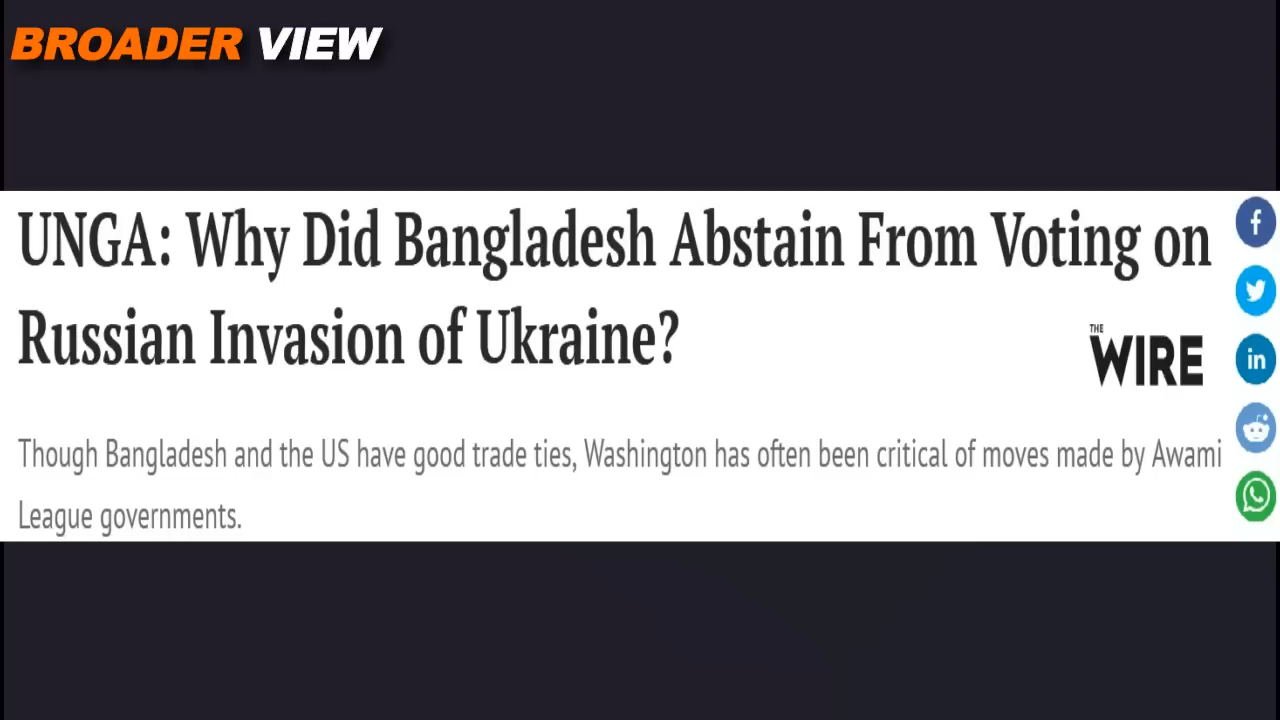 BROADER VIEW
UNGA: Why Did Bangladesh Abstain From Voting on
Russian Invasion of Ukraine?
THE
WIRE
Though Bangladesh and the US have good trade ties, Washington has often been critical of moves made by Awami
League governments.